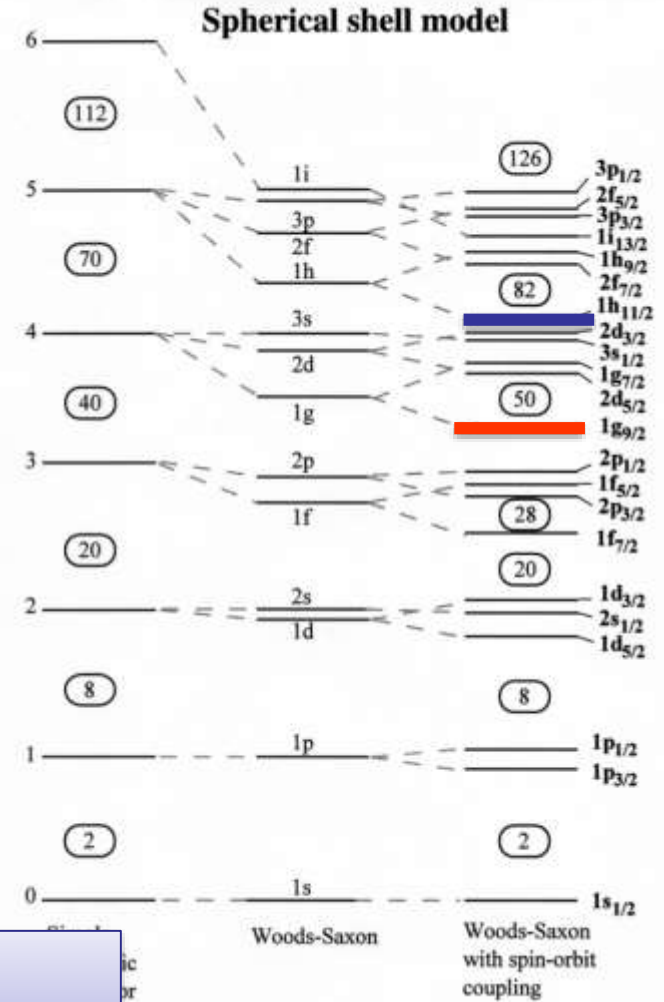 Spherical shell model
6
112
5
70
4
40
3
20
2
8
1
2
0
1i
3p
2f
1h
3s
2d
1g
2p
1f
2s
1d
1p
1s
Woods-Saxon
126
82
50
28
20
8
2
3p1/2
2f5/2
3p3/2
1i13/2
1h9/2
2f7/2
1h11/2
2d3/2
3s1/2
1g7/2
2d5/2
1g9/2
2p1/2
1f5/2
2p3/2
1f7/2
1d3/2
2s1/2
1d5/2
1p1/2
1p3/2
1s1/2
Woods-Saxon
with spin-orbit
coupling
ic
or